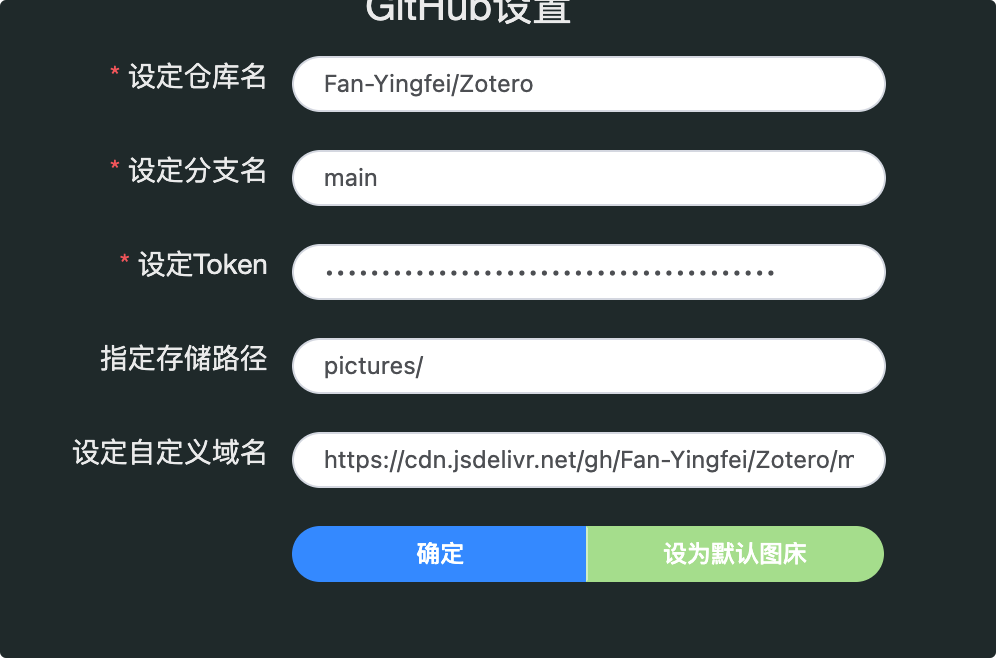 GitHub设置
* 设定仓库名
Fan-Yingfei/Zotero
* 设定分支名
main
* 设定Token
•••••••••••••••••••••••••••••••••••••••
指定存储路径
pictures/
设定自定义域名
https://cdn.jsdelivr.net/gh/Fan-Yingfei/Zotero/m
确定
设为默认图床